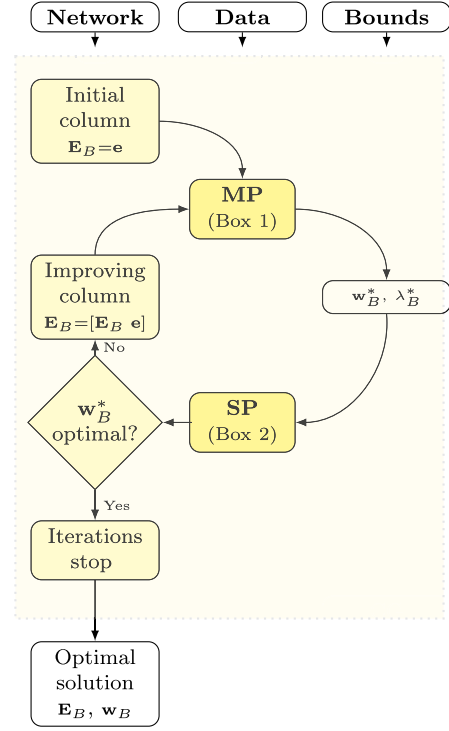 Network
Data
Bounds
Initial
column
E_B=e
MP
(Box 1)
Improving
column
E_B=[E_B e]
w*_B, λ*_B
No
w*_B
optimal?
SP
(Box 2)
Yes
Iterations
stop
Optimal
solution
E_B, w_B